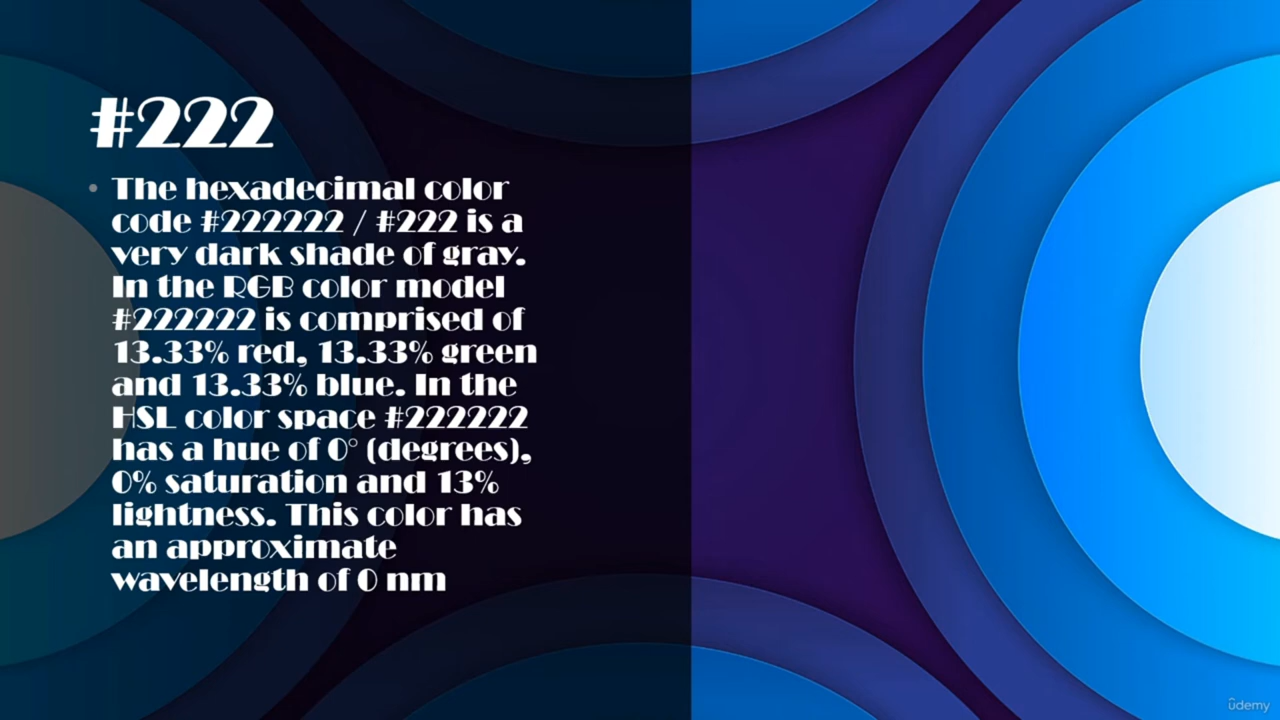 #222
• The hexadecimal color
code #222222 / #222 is a
very dark shade of gray.
In the RGB color model
#222222 is comprised of
13.33% red, 13.33% green
and 13.33% blue. In the
HSL color space #222222
has a hue of 0° (degrees),
0% saturation and 13%
lightness. This color has
an approximate
wavelength of 0 nm
ûdemy